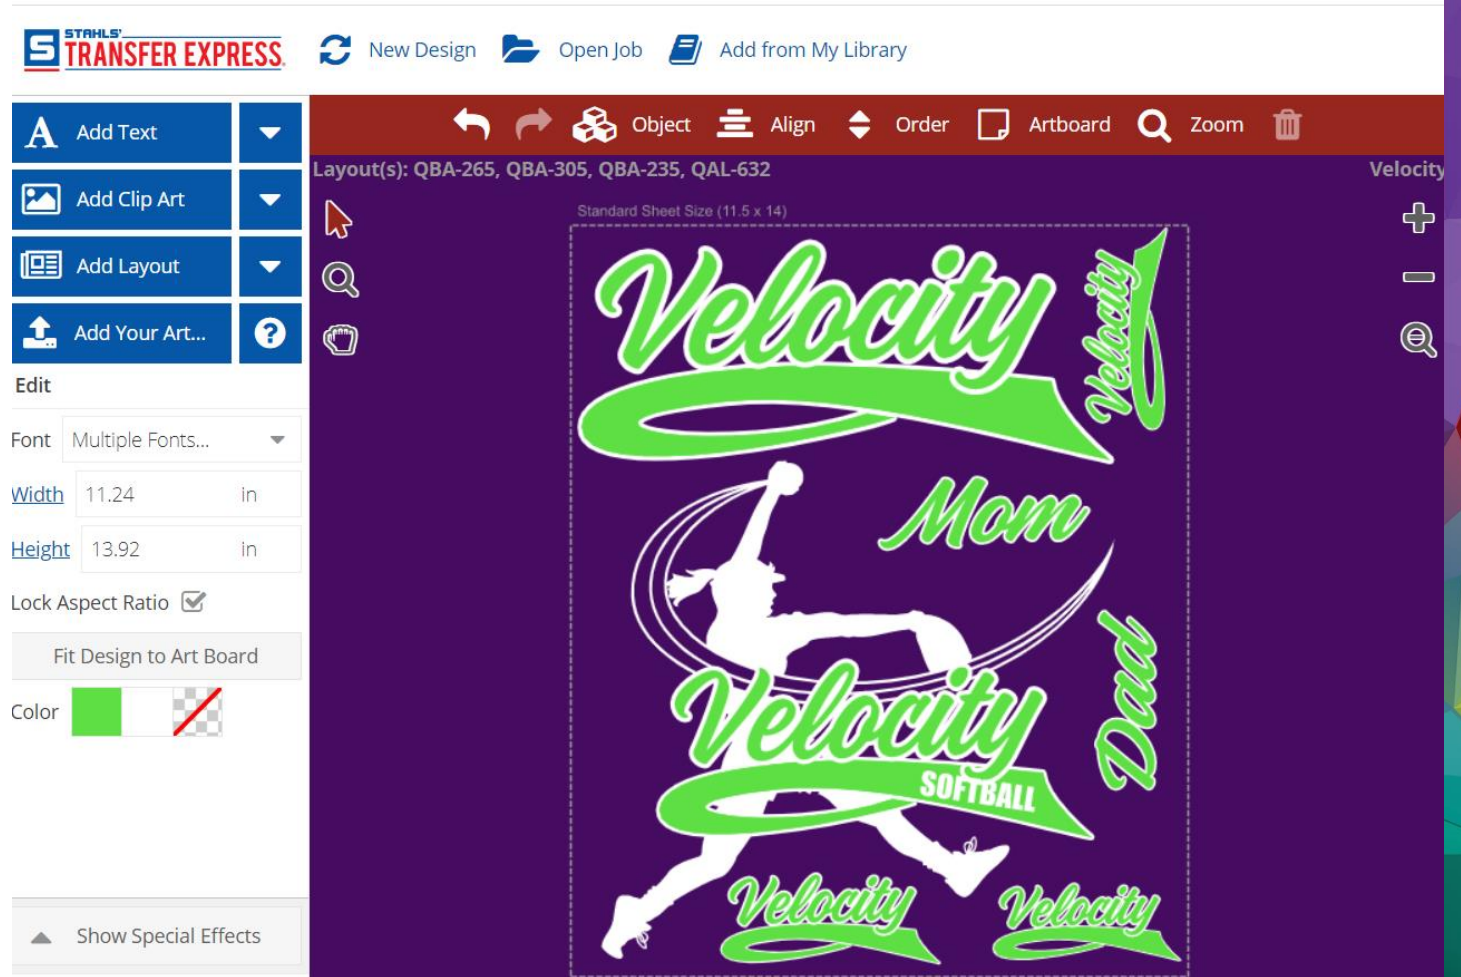 STAHLS'
TRANSFER EXPRESS.
New Design
Open Job
Add from My Library
Add Text
Add Clip Art
Add Layout
Add Your Art...
?
Edit
Font Multiple Fonts...
Width 11.24 in
Height 13.92 in
Lock Aspect Ratio
Fit Design to Art Board
Color
Show Special Effects
Object
Align
Order
Artboard
Zoom
Layout(s): QBA-265, QBA-305, QBA-235, QAL-632
Velocity
Standard Sheet Size (11.5 x 14)
Velocity
Velocity
Mom
Dad
Velocity
SOFTBALL
Velocity
Velocity